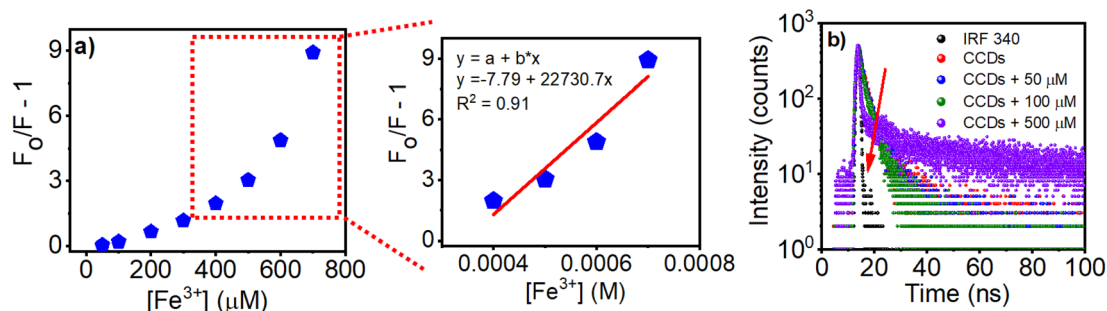 a)
F₀/F - 1
9
6
3
0
0 200 400 600 800
[Fe³⁺] (μM)
y = a + b*x
y =-7.79 + 22730.7x
R² = 0.91
F₀/F - 1
9
6
3
0
0.0004 0.0006 0.0008
[Fe³⁺] (M)
b)
IRF 340
CCDs
CCDs + 50 μM
CCDs + 100 μM
CCDs + 500 μM
Intensity (counts)
10³
10²
10¹
10⁰
0 20 40 60 80 100
Time (ns)